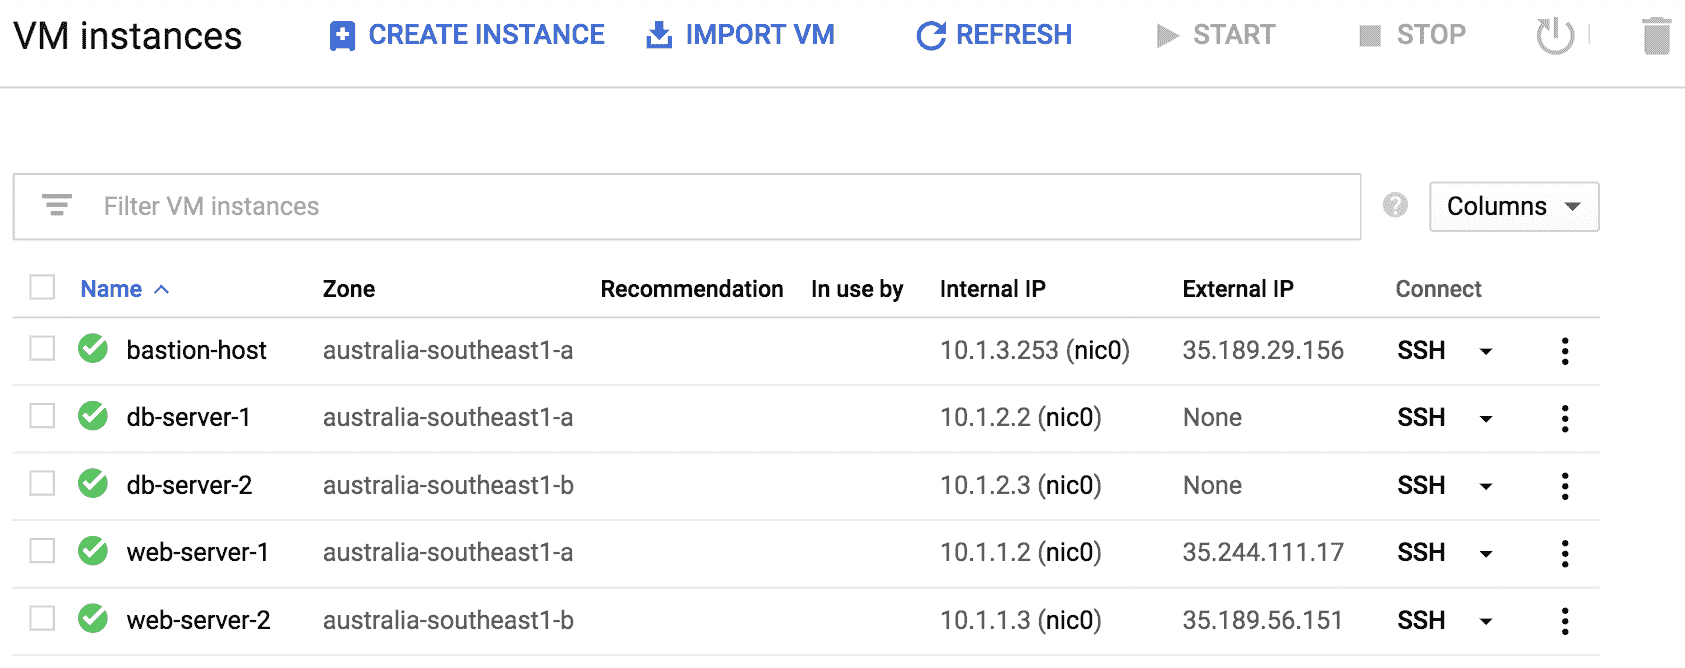 VM instances CREATE INSTANCE IMPORT VM REFRESH START STOP
Filter VM instances ? Columns
Name Zone Recommendation In use by Internal IP External IP Connect
bastion-host australia-southeast1-a 10.1.3.253 (nic0) 35.189.29.156 SSH
db-server-1 australia-southeast1-a 10.1.2.2 (nic0) None SSH
db-server-2 australia-southeast1-b 10.1.2.3 (nic0) None SSH
web-server-1 australia-southeast1-a 10.1.1.2 (nic0) 35.244.111.17 SSH
web-server-2 australia-southeast1-b 10.1.1.3 (nic0) 35.189.56.151 SSH